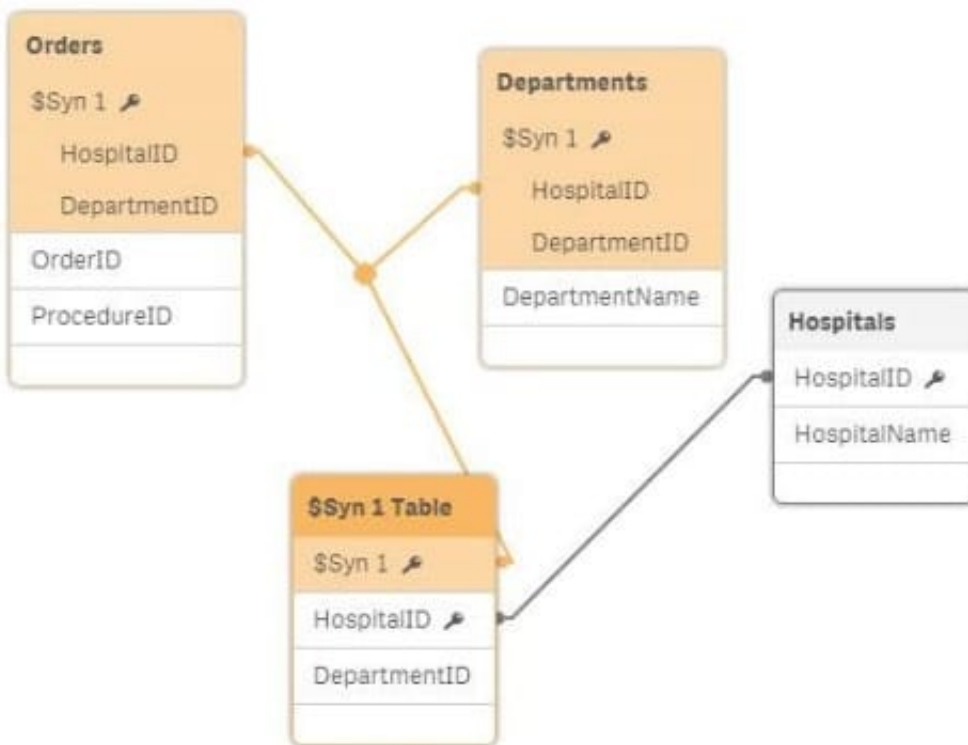 Orders
$Syn 1
HospitalID
DepartmentID
OrderID
ProcedureID
Departments
$Syn 1
HospitalID
DepartmentID
DepartmentName
Hospitals
HospitalID
HospitalName
$Syn 1 Table
$Syn 1
HospitalID
DepartmentID